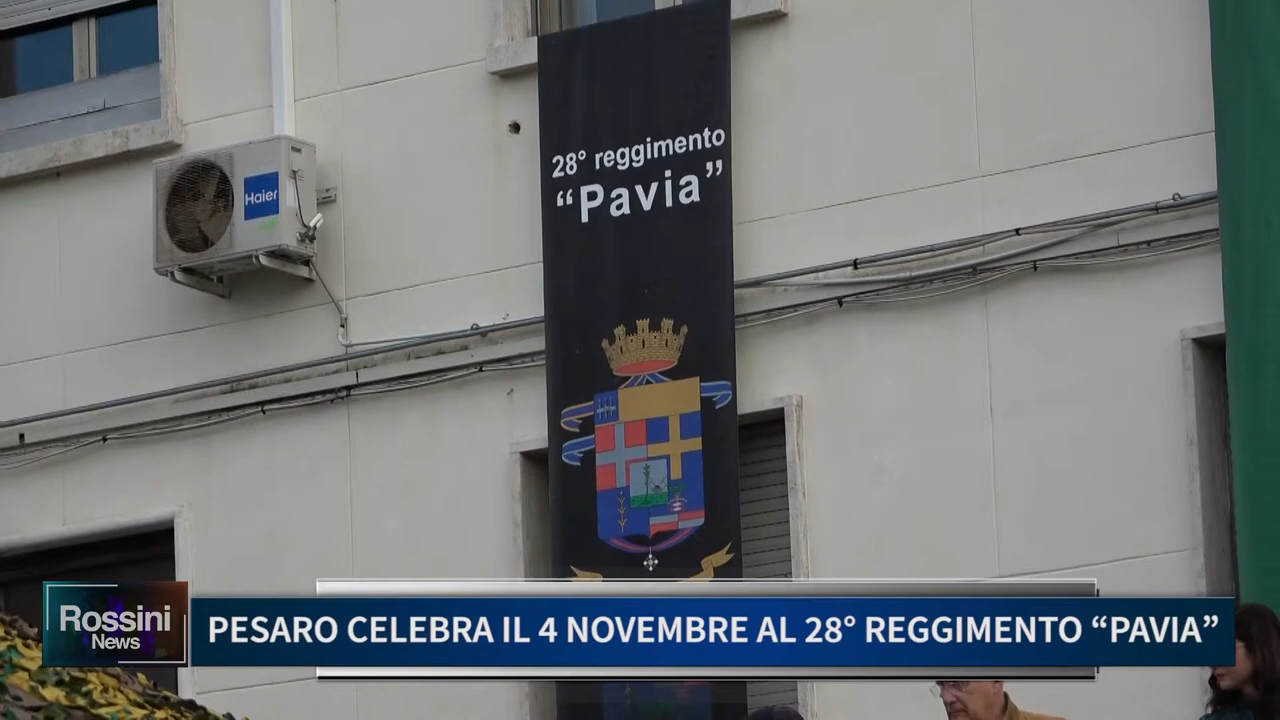 28° reggimento
“Pavia”
Haier
Rossini
News
PESARO CELEBRA IL 4 NOVEMBRE AL 28° REGGIMENTO “PAVIA”